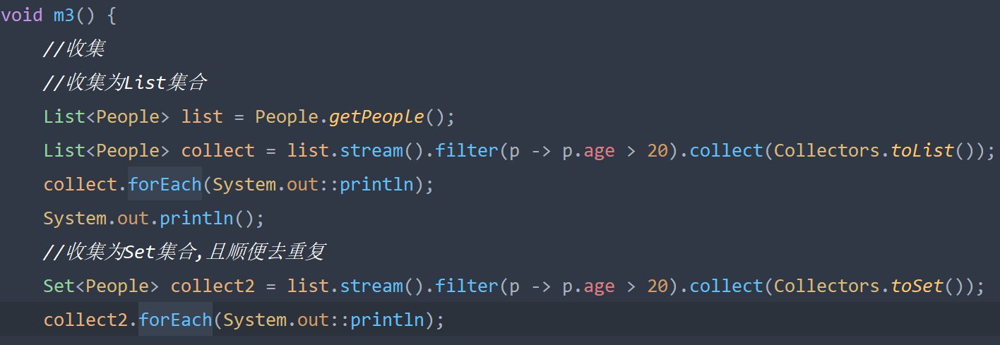 void m3() {
    //收集
    //收集为List集合
    List<People> list = People.getPeople();
    List<People> collect = list.stream().filter(p -> p.age > 20).collect(Collectors.toList());
    collect.forEach(System.out::println);
    System.out.println();
    //收集为Set集合,且顺便去重复
    Set<People> collect2 = list.stream().filter(p -> p.age > 20).collect(Collectors.toSet());
    collect2.forEach(System.out::println);